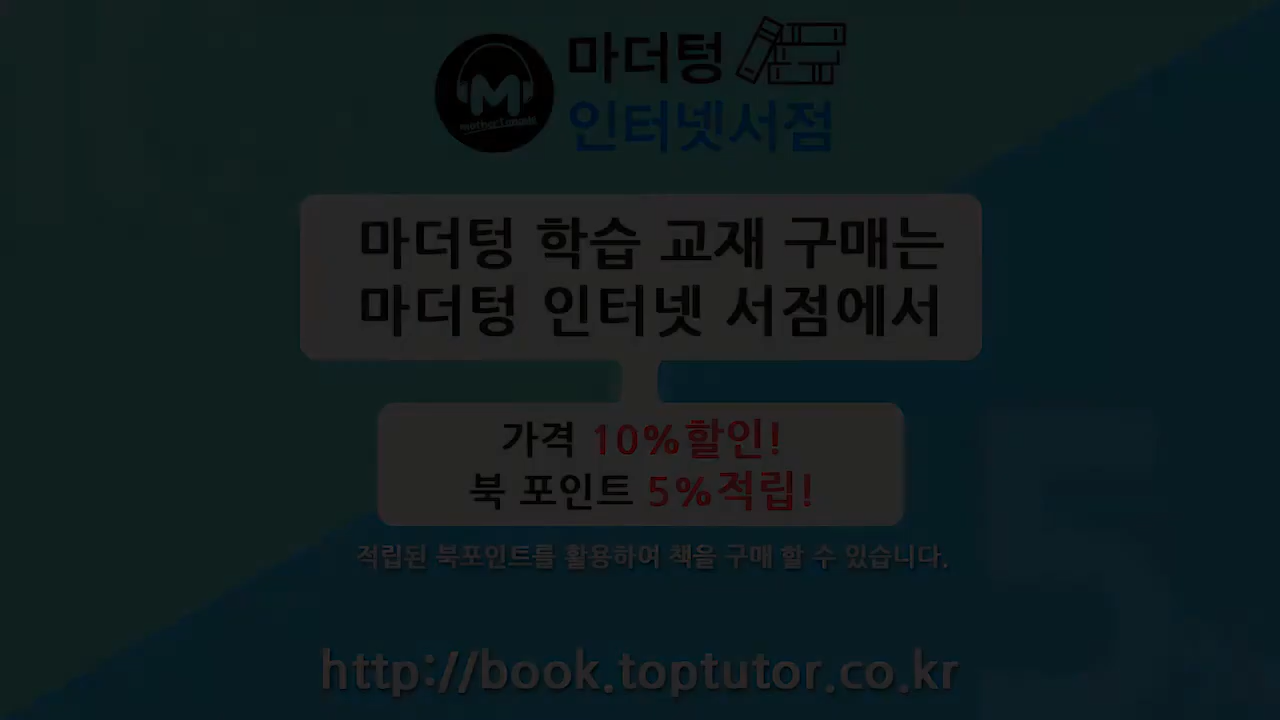 마더텅
인터넷서점
마더텅 학습 교재 구매는
마더텅 인터넷 서점에서
가격 10%할인!
북 포인트 5%적립!
적립된 북포인트를 활용하여 책을 구매 할 수 있습니다.
http://book.toptutor.co.kr